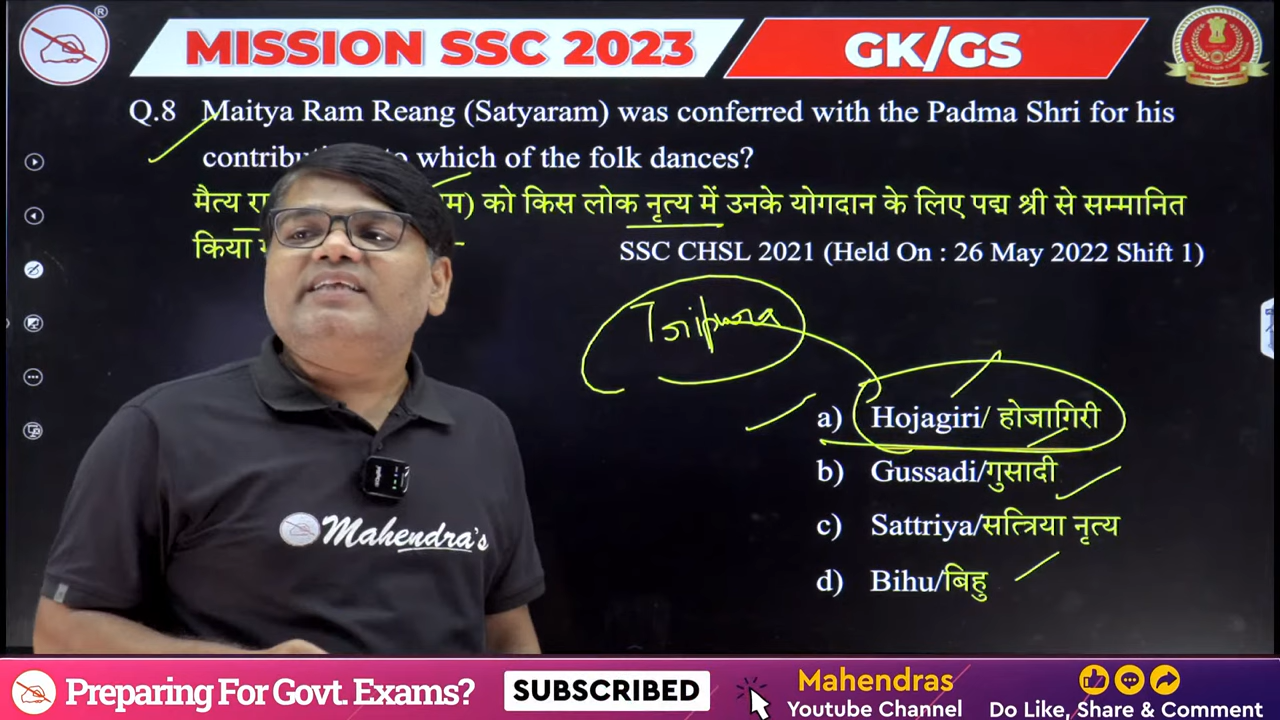 MISSION SSC 2023
GK/GS
Q.8 Maitya Ram Reang (Satyaram) was conferred with the Padma Shri for his
which of the folk dances?
मैत्य को किस लोक नृत्य में उनके योगदान के लिए पद्म श्री से सम्मानित
किया
SSC CHSL 2021 (Held On : 26 May 2022 Shift 1)
Tripura
a) Hojagiri/ होजागिरी
b) Gussadi/गुसादी
c) Sattriya/सत्त्रिया नृत्य
d) Bihu/बिहु
Mahendra's
Preparing For Govt. Exams?
SUBSCRIBED
Mahendras
YouTube Channel
Do Like, Share & Comment